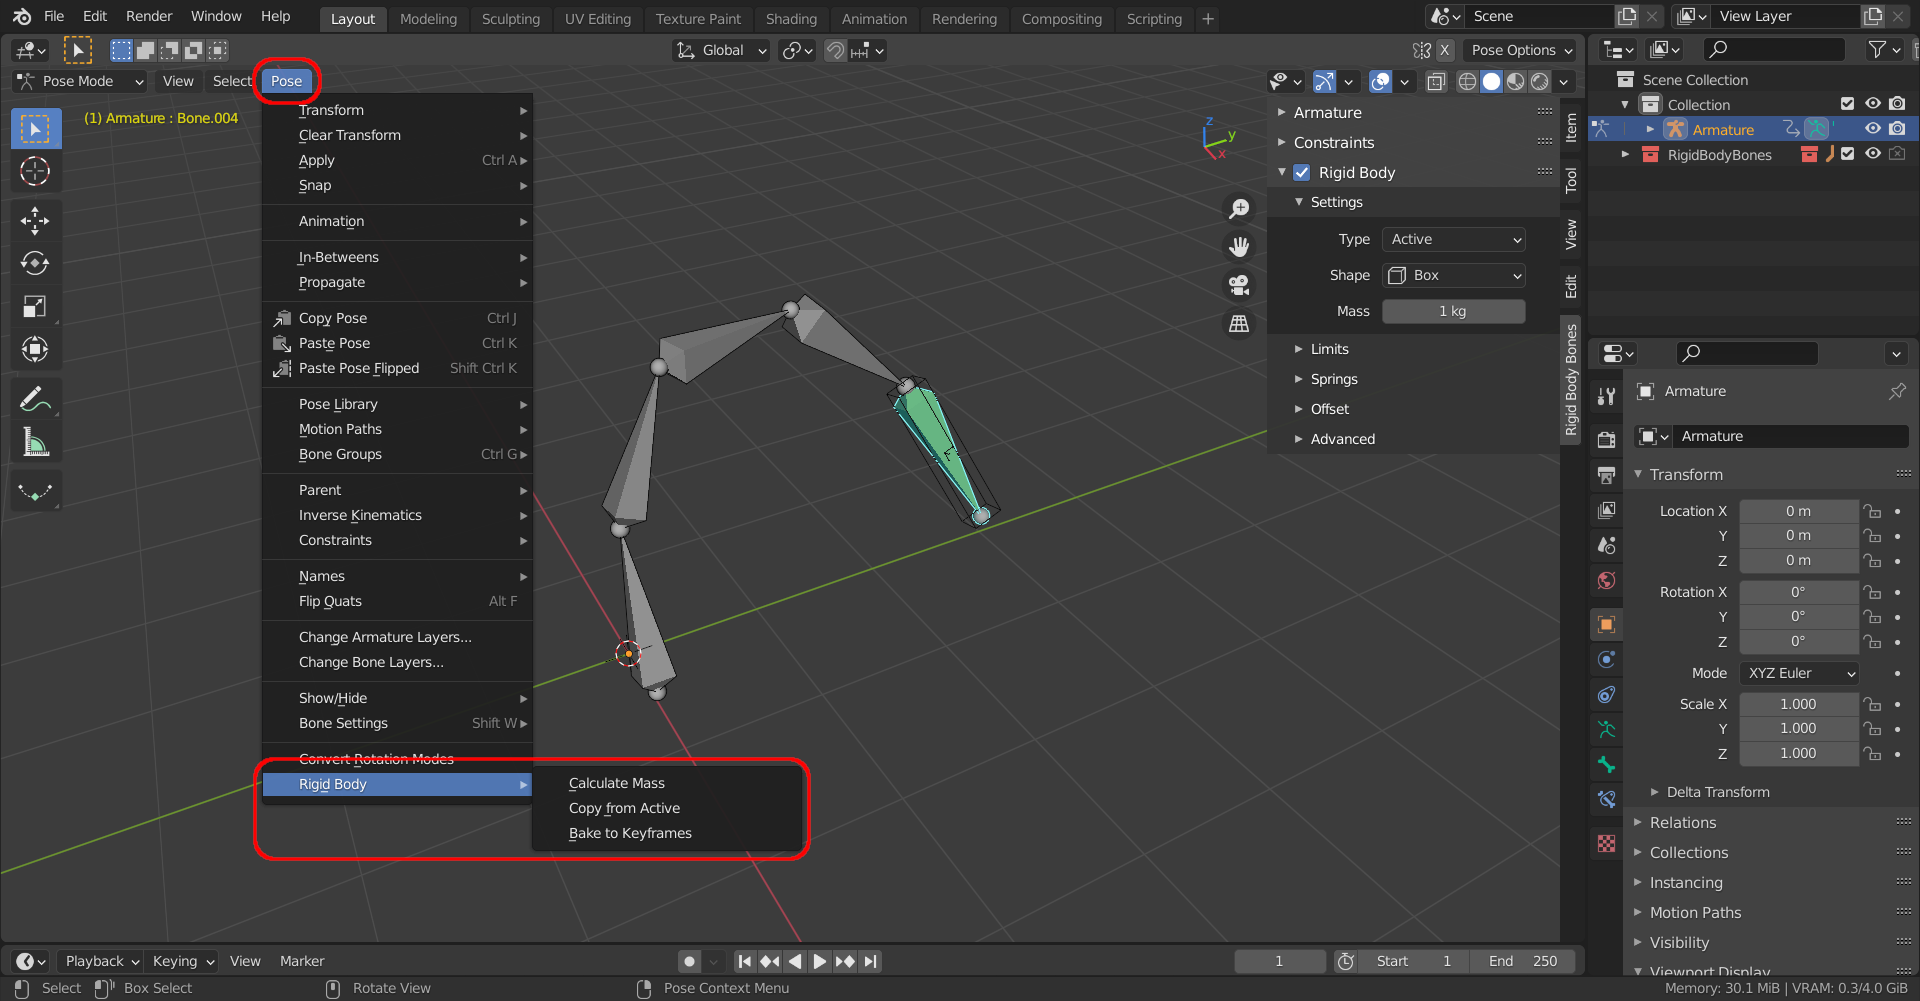 File Edit Render Window Help Layout Modeling Sculpting UV Editing Texture Paint Shading Animation Rendering Compositing Scripting + Scene View Layer
Global X Pose Options
Pose Mode View Select Pose
(1) Armature : Bone.004
Transform
Clear Transform
Apply Ctrl A
Snap
Animation
In-Betweens
Propagate
Copy Pose Ctrl J
Paste Pose Ctrl K
Paste Pose Flipped Shift Ctrl K
Pose Library
Motion Paths
Bone Groups Ctrl G
Parent
Inverse Kinematics
Constraints
Names
Flip Quats Alt F
Change Armature Layers...
Change Bone Layers...
Show/Hide
Bone Settings Shift W
Convert Rotation Modes
Rigid Body
Calculate Mass
Copy from Active
Bake to Keyframes
z
y
x
Armature
Constraints
Rigid Body
Settings
Type Active
Shape Box
Mass 1 kg
Limits
Springs
Offset
Advanced
Item
Tool
View
Edit
Rigid Body Bones
Scene Collection
Collection
Armature
RigidBodyBones
Armature
Armature
Transform
Location X 0 m
Y 0 m
Z 0 m
Rotation X 0°
Y 0°
Z 0°
Mode XYZ Euler
Scale X 1.000
Y 1.000
Z 1.000
Delta Transform
Relations
Collections
Instancing
Motion Paths
Visibility
Viewport Display
Playback Keying View Marker 1 Start 1 End 250
Select Box Select Rotate View Pose Context Menu Memory: 30.1 MiB | VRAM: 0.3/4.0 GiB